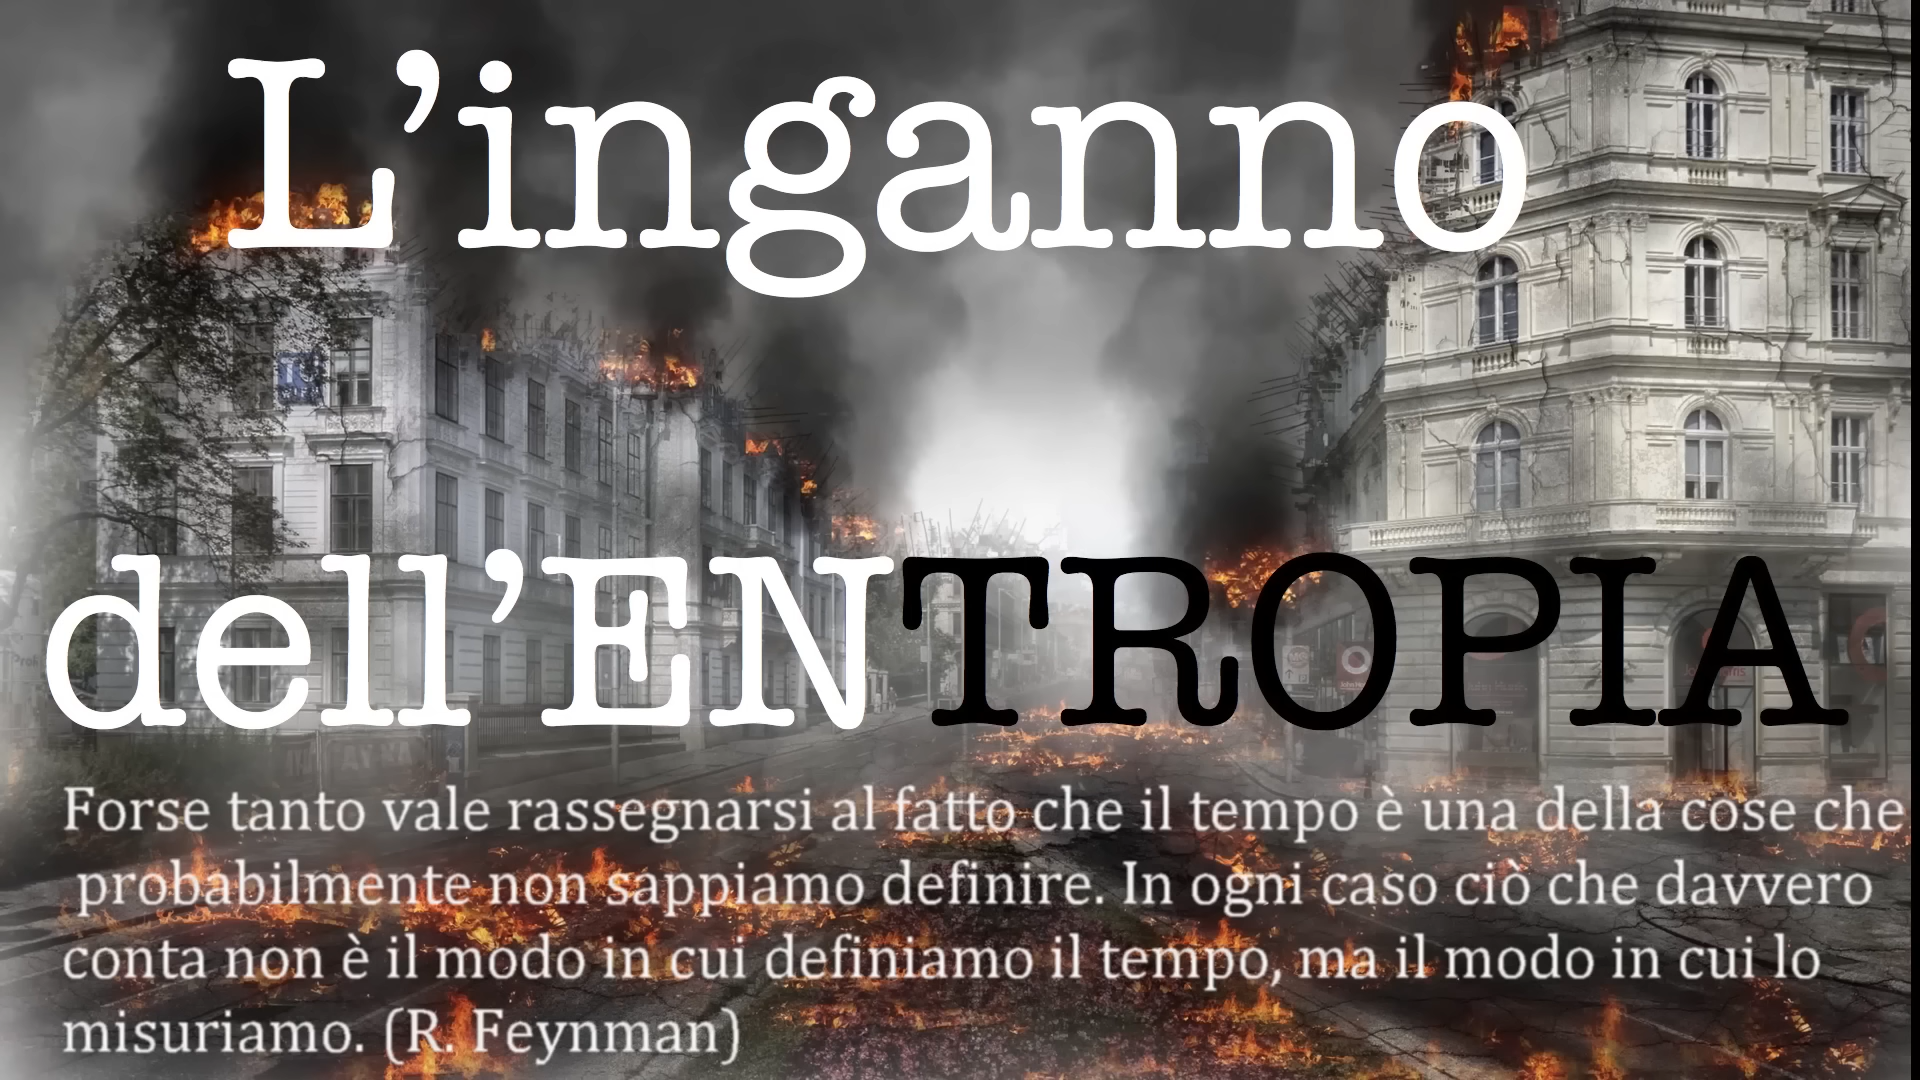 L'inganno
dell'ENTROPIA
Forse tanto vale rassegnarsi al fatto che il tempo è una della cose che
probabilmente non sappiamo definire. In ogni caso ciò che davvero
conta non è il modo in cui definiamo il tempo, ma il modo in cui lo
misuriamo. (R. Feynman)